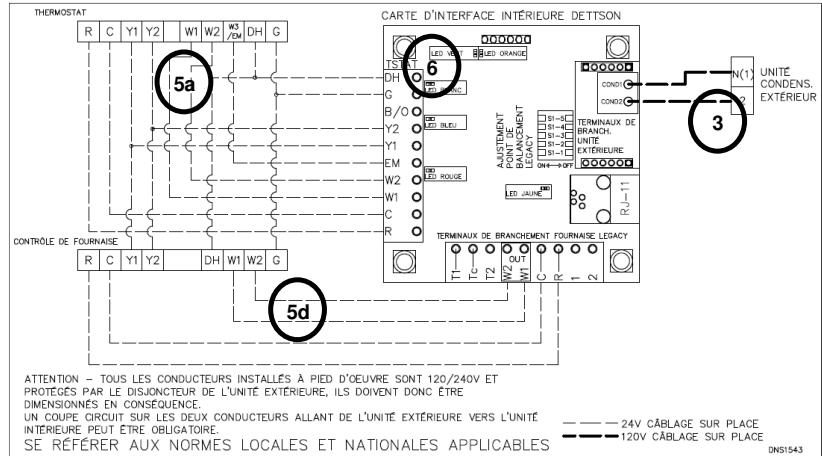 THERMOSTAT
R C Y1 Y2 W1 W2 W3/EM DH G
5a
CARTE D'INTERFACE INTÉRIEURE DETTSON
LED VERT LED ORANGE
TSTAT
6
DH
G
B/O
Y2
Y1
EM
W2
W1
C
R
LED BLANC
LED BLEU
LED ROUGE
AJUSTEMENT
POINT DE
BALANCEMENT
LEGACY
S1-5
S1-4
S1-3
S1-2
S1-1
ON OFF
LED JAUNE
COND1
COND2
TERMINAUX DE
BRANCH.
UNITÉ
EXTÉRIEURE
RJ-11
N(1)
2
UNITÉ
CONDENS.
EXTÉRIEUR
3
TERMINAUX DE BRANCHEMENT FOURNAISE LEGACY
OUT
T1 Tc T2 W2 W1 C R 1 2
CONTRÔLE DE FOURNAISE
R C Y1 Y2 DH W1 W2 G
5d
ATTENTION – TOUS LES CONDUCTEURS INSTALLÉS À PIED D'OEUVRE SONT 120/240V ET
PROTÉGÉS PAR LE DISJONCTEUR DE L'UNITÉ EXTÉRIEURE, ILS DOIVENT DONC ÊTRE
DIMENSIONNÉS EN CONSÉQUENCE.
UN COUPE CIRCUIT SUR LES DEUX CONDUCTEURS ALLANT DE L'UNITÉ EXTÉRIEURE VERS L'UNITÉ
INTÉRIEURE PEUT ÊTRE OBLIGATOIRE.
SE RÉFÉRER AUX NORMES LOCALES ET NATIONALES APPLICABLES
24V CÂBLAGE SUR PLACE
120V CÂBLAGE SUR PLACE
DNS1543